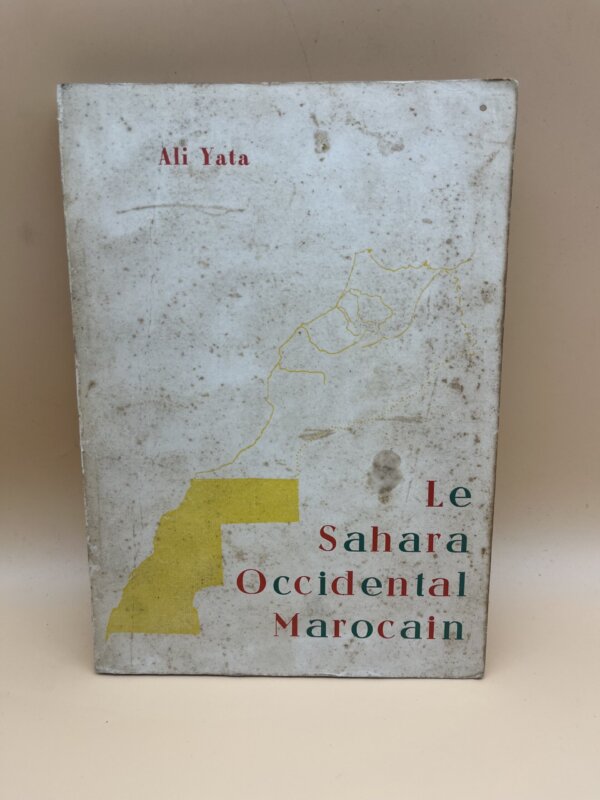 Ali Yata
Le
Sahara
Occidental
Marocain